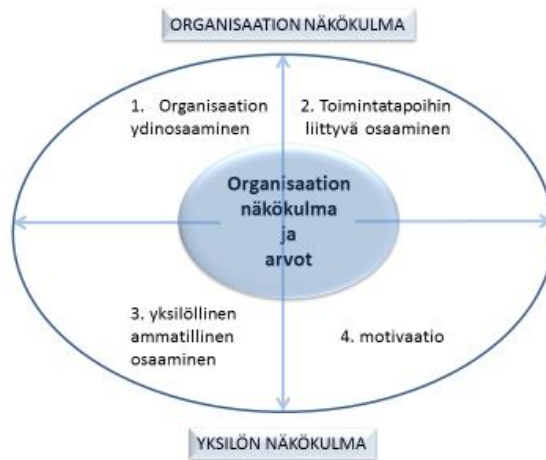 ORGANISAATION NÄKÖKULMA
1. Organisaation
ydinosaaminen
2. Toimintatapoihin
liittyvä osaaminen
Organisaation
näkökulma
ja
arvot
3. yksilöllinen
ammatillinen
osaaminen
4. motivaatio
YKSILÖN NÄKÖKULMA